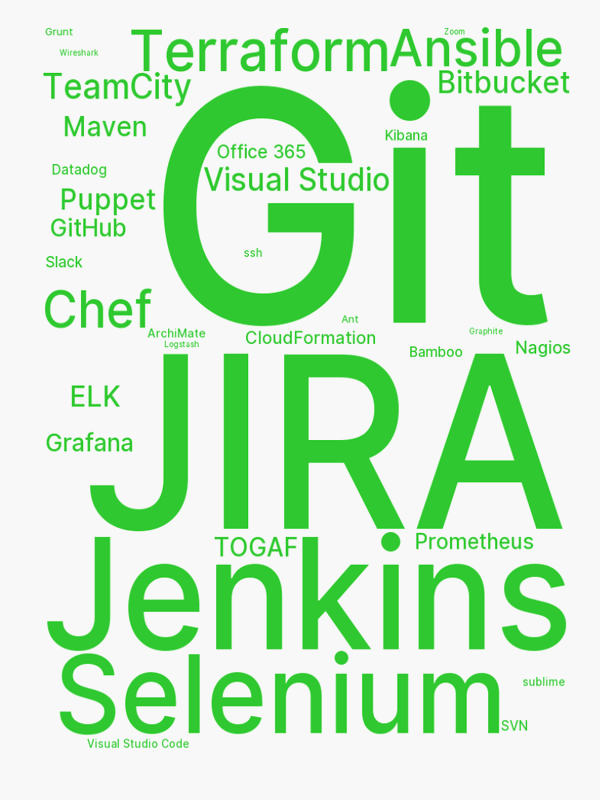 Grunt
Zoom
Terraform
Ansible
Wireshark
TeamCity
Bitbucket
Maven
Kibana
Git
Office 365
Datadog
Visual Studio
Puppet
GitHub
ssh
Slack
Chef
Ant
ArchiMate
Graphite
Logstash
CloudFormation
Bamboo
Nagios
JIRA
ELK
Grafana
TOGAF
Prometheus
Jenkins
Selenium
sublime
SVN
Visual Studio Code